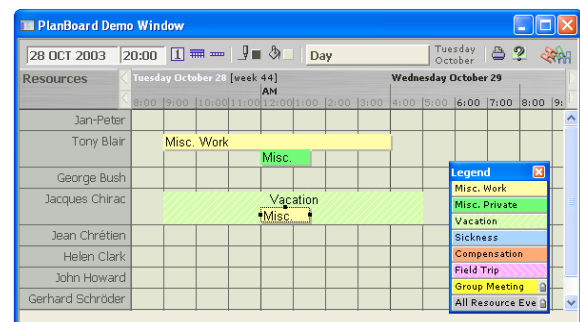 PlanBoard Demo Window
28 OCT 2003 20:00 1 Day Tuesday October
Resources Tuesday October 28 [week 44] Wednesday October 29
AM
8:00 9:00 10:00 11:00 12:00 1:00 2:00 3:00 4:00 5:00 6:00 7:00 8:00 9:
Jan-Peter
Tony Blair Misc. Work
Misc.
George Bush
Jacques Chirac Vacation
Misc.
Jean Chrétien
Helen Clark
John Howard
Gerhard Schröder
Legend
Misc. Work
Misc. Private
Vacation
Sickness
Compensation
Field Trip
Group Meeting
All Resource Eve